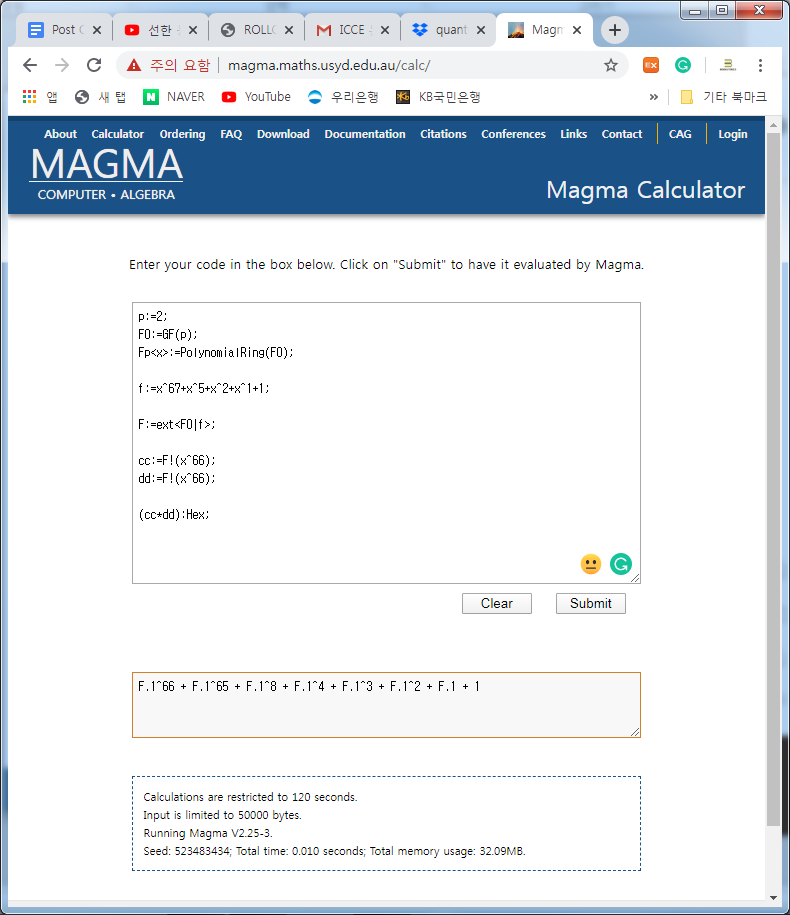 Post C
선한
ROLLC
M ICCE
quant
Magn
주의 요함 magma.maths.usyd.edu.au/calc/
앱 새 탭 N NAVER YouTube 우리은행 KB국민은행 » 기타 북마크
About Calculator Ordering FAQ Download Documentation Citations Conferences Links Contact CAG Login
MAGMA
COMPUTER • ALGEBRA
Magma Calculator
Enter your code in the box below. Click on "Submit" to have it evaluated by Magma.
p:=2;
F0:=GF(p);
Fp<x>:=PolynomialRing(F0);
f:=x^67+x^5+x^2+x^1+1;
F:=ext<F0|f>;
cc:=F!(x^66);
dd:=F!(x^66);
(cc*dd):Hex;
Clear Submit
F.1^66 + F.1^65 + F.1^8 + F.1^4 + F.1^3 + F.1^2 + F.1 + 1
Calculations are restricted to 120 seconds.
Input is limited to 50000 bytes.
Running Magma V2.25-3.
Seed: 523483434; Total time: 0.010 seconds; Total memory usage: 32.09MB.